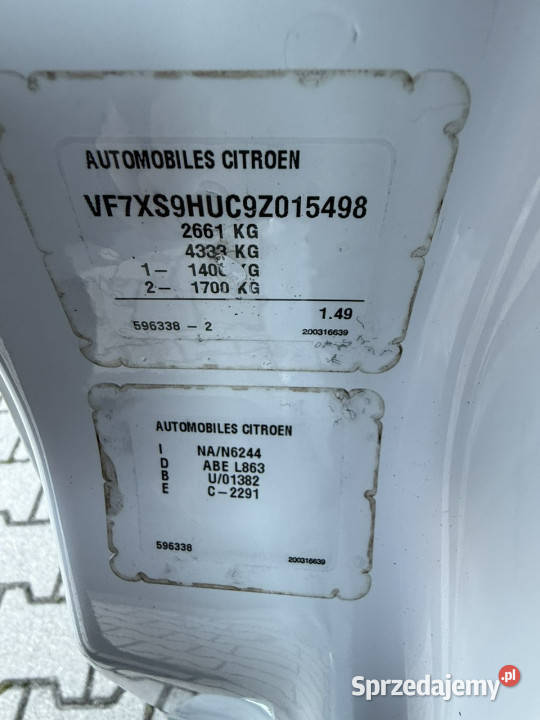 AUTOMOBILES CITROEN
VF7XS9HUC9Z015498
2661 KG
4333 KG
1- 1400 KG
2- 1700 KG
1.49
596338-2
200316639
AUTOMOBILES CITROEN
I NA/N6244
D ABE L863
B U/01382
E C-2291
596338
200316639
Sprzedajemy.pl